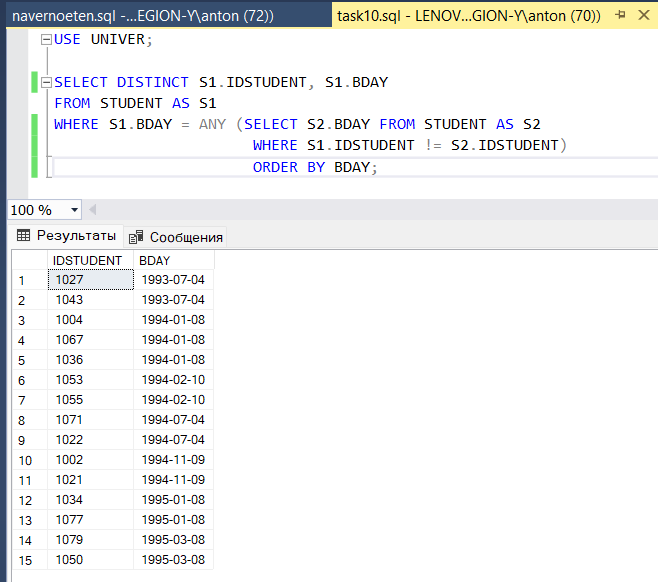 navernoeten.sql -...EGION-Y\anton (72)) task10.sql - LENOV...GION-Y\anton (70))
USE UNIVER;
SELECT DISTINCT S1.IDSTUDENT, S1.BDAY
FROM STUDENT AS S1
WHERE S1.BDAY = ANY (SELECT S2.BDAY FROM STUDENT AS S2
WHERE S1.IDSTUDENT != S2.IDSTUDENT)
ORDER BY BDAY;
100 %
Результаты Сообщения
IDSTUDENT BDAY
1 1027 1993-07-04
2 1043 1993-07-04
3 1004 1994-01-08
4 1067 1994-01-08
5 1036 1994-01-08
6 1053 1994-02-10
7 1055 1994-02-10
8 1071 1994-07-04
9 1022 1994-07-04
10 1002 1994-11-09
11 1021 1994-11-09
12 1034 1995-01-08
13 1077 1995-01-08
14 1079 1995-03-08
15 1050 1995-03-08